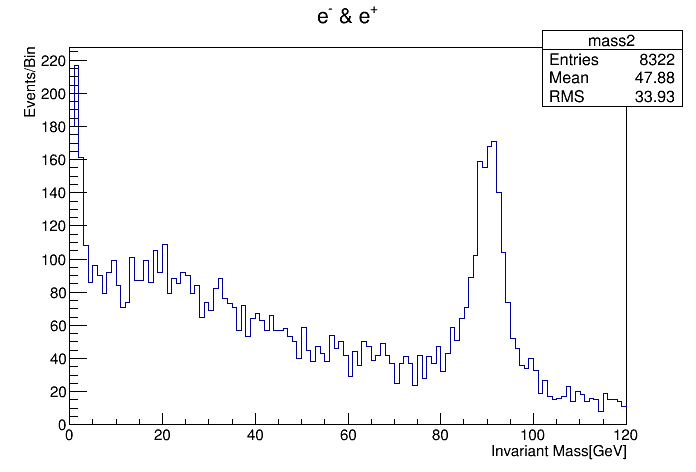 e- & e+
mass2
Entries 8322
Mean 47.88
RMS 33.93
Events/Bin
220
200
180
160
140
120
100
80
60
40
20
0
0 20 40 60 80 100 120
Invariant Mass[GeV]